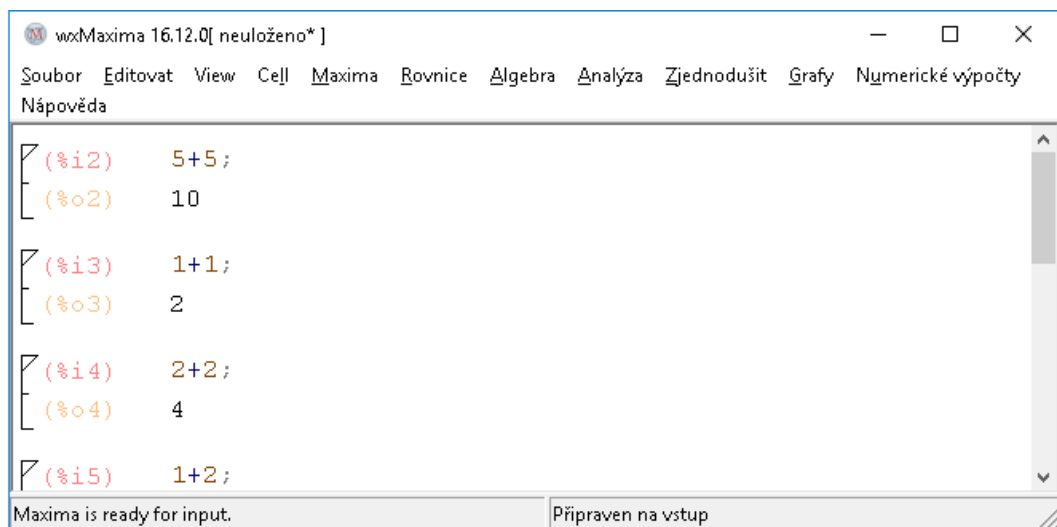 wxMaxima 16.12.0[ neuloženo* ]
Soubor Editovat View Cell Maxima Rovnice Algebra Analýza Zjednodušit Grafy Numerické výpočty
Nápověda
(%i2) 5+5;
(%o2) 10
(%i3) 1+1;
(%o3) 2
(%i4) 2+2;
(%o4) 4
(%i5) 1+2;
Maxima is ready for input. Připraven na vstup